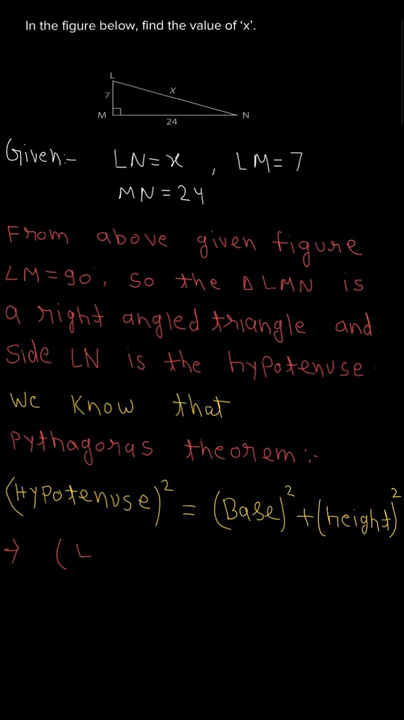 In the figure below, find the value of 'x'.
L
7
x
M
N
24
Given:- LN = x , LM = 7
MN = 24
From above given figure
∠M = 90°, so the Δ LMN is
a right angled triangle and
Side LN is the hypotenuse.
We know that
pythagoras theorem:-
(Hypotenuse)² = (Base)² + (height)²
→ (L